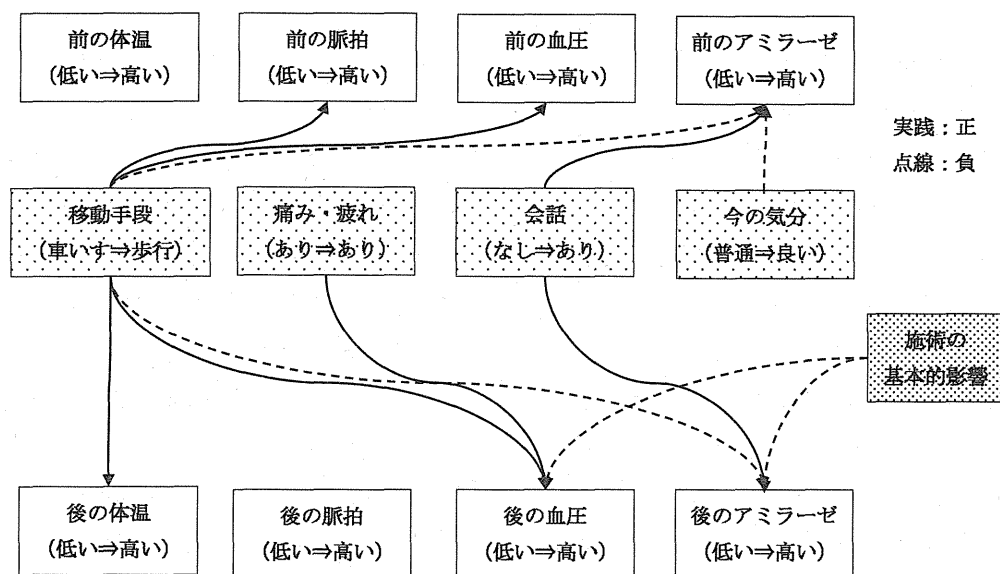 前の体温
(低い⇒高い)
前の脈拍
(低い⇒高い)
前の血圧
(低い⇒高い)
前のアミラーゼ
(低い⇒高い)
実践：正
点線：負
移動手段
(車いす⇒歩行)
痛み・疲れ
(あり⇒あり)
会話
(なし⇒あり)
今の気分
(普通⇒良い)
施術の
基本的影響
後の体温
(低い⇒高い)
後の脈拍
(低い⇒高い)
後の血圧
(低い⇒高い)
後のアミラーゼ
(低い⇒高い)